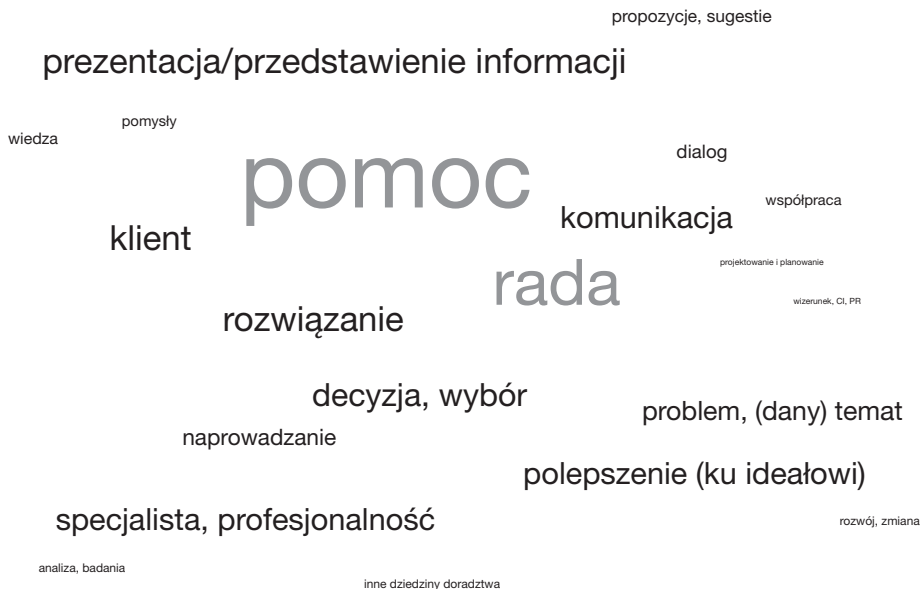 propozycje, sugestie
prezentacja/przedstawienie informacji
pomysły
wiedza
dialog
pomoc
współpraca
komunikacja
klient
projektowanie i planowanie
rada
wizerunek, CI, PR
rozwiązanie
decyzja, wybór
problem, (dany) temat
naprowadzanie
polepszenie (ku ideałowi)
specjalista, profesjonalność
rozwój, zmiana
analiza, badania
inne dziedziny doradztwa